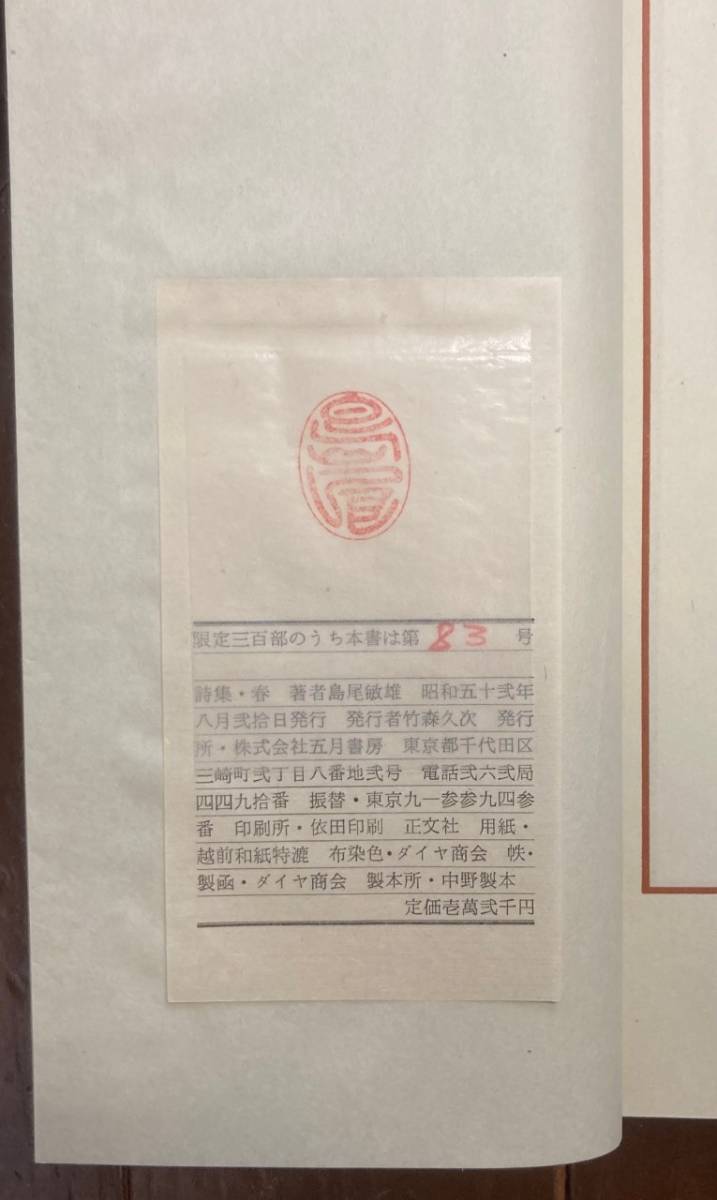 限定三百部のうち本書は第 83 号
詩集・春　著者島尾敏雄　昭和五十弐年
八月弐拾日発行　発行者竹森久次　発行
所・株式会社五月書房　東京都千代田区
三崎町弐丁目八番地弐号　電話弐六弐局
四四九拾番　振替・東京九一参参九四参
番　印刷所・依田印刷　正文社　用紙・
越前和紙特漉　布染色・ダイヤ商会　帙・
製函・ダイヤ商会　製本所・中野製本
定価壱萬弐千円